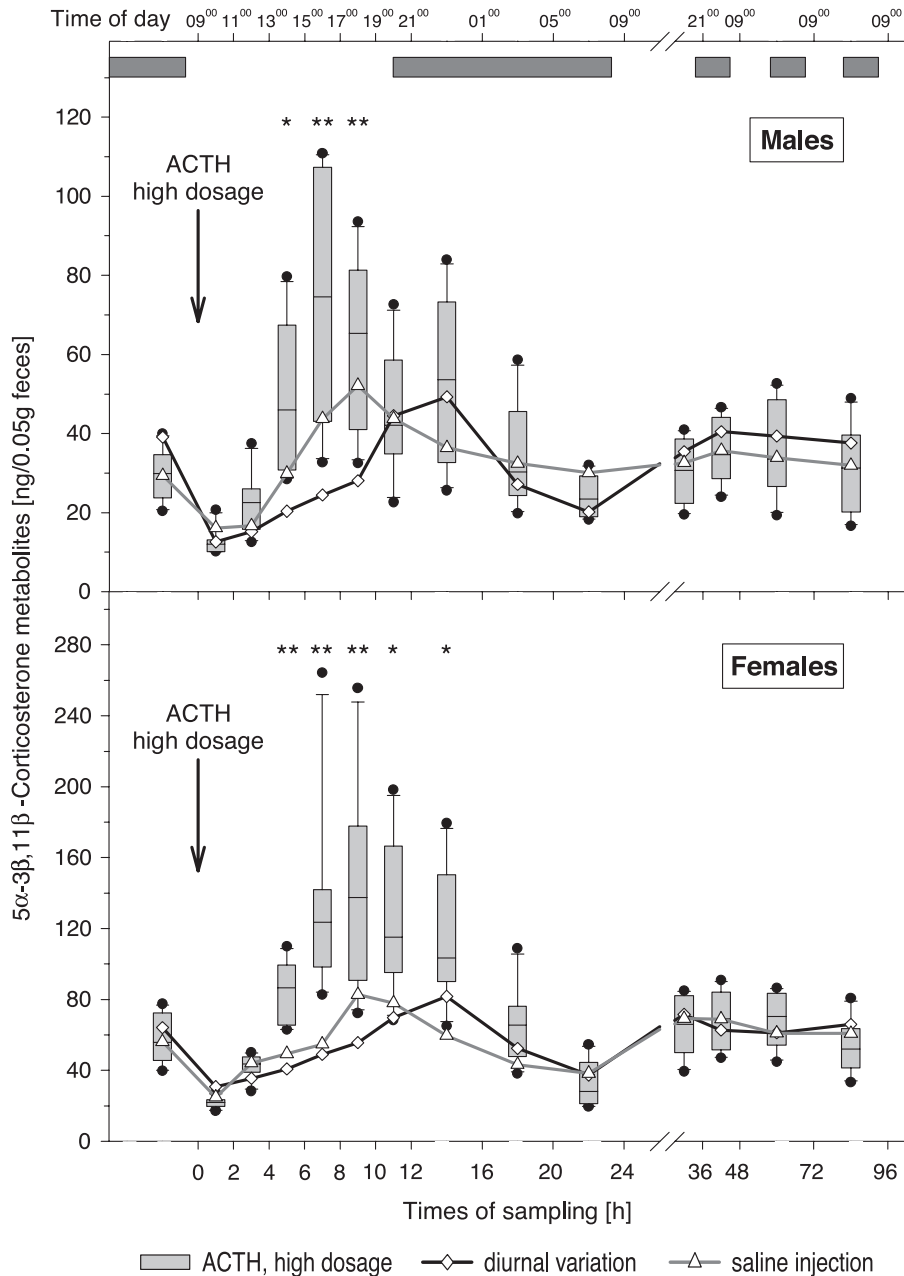 Time of day 09⁰⁰ 11⁰⁰ 13⁰⁰ 15⁰⁰ 17⁰⁰ 19⁰⁰ 21⁰⁰ 01⁰⁰ 05⁰⁰ 09⁰⁰ 21⁰⁰ 09⁰⁰ 09⁰⁰ 09⁰⁰
120
* ** **
Males
ACTH
high dosage
100
80
60
40
20
0
5α-3β,11β -Corticosterone metabolites [ng/0.05g feces]
280
** ** ** * *
Females
ACTH
high dosage
240
200
160
120
80
40
0
0 2 4 6 8 10 12 16 20 24 36 48 72 96
Times of sampling [h]
ACTH, high dosage diurnal variation saline injection